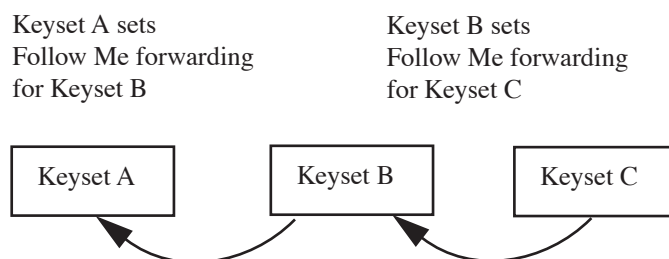 Keyset A sets
Follow Me forwarding
for Keyset B
Keyset B sets
Follow Me forwarding
for Keyset C
Keyset A
Keyset B
Keyset C